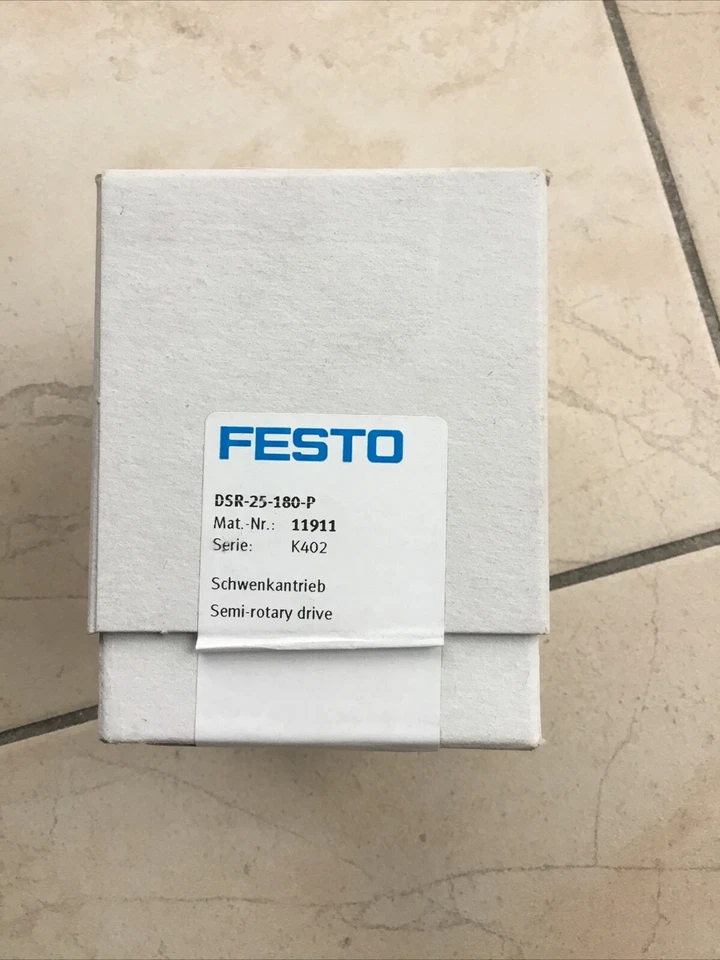 FESTO
DSR-25-180-P
Mat.-Nr.: 11911
Serie: K402
Schwenkantrieb
Semi-rotary drive